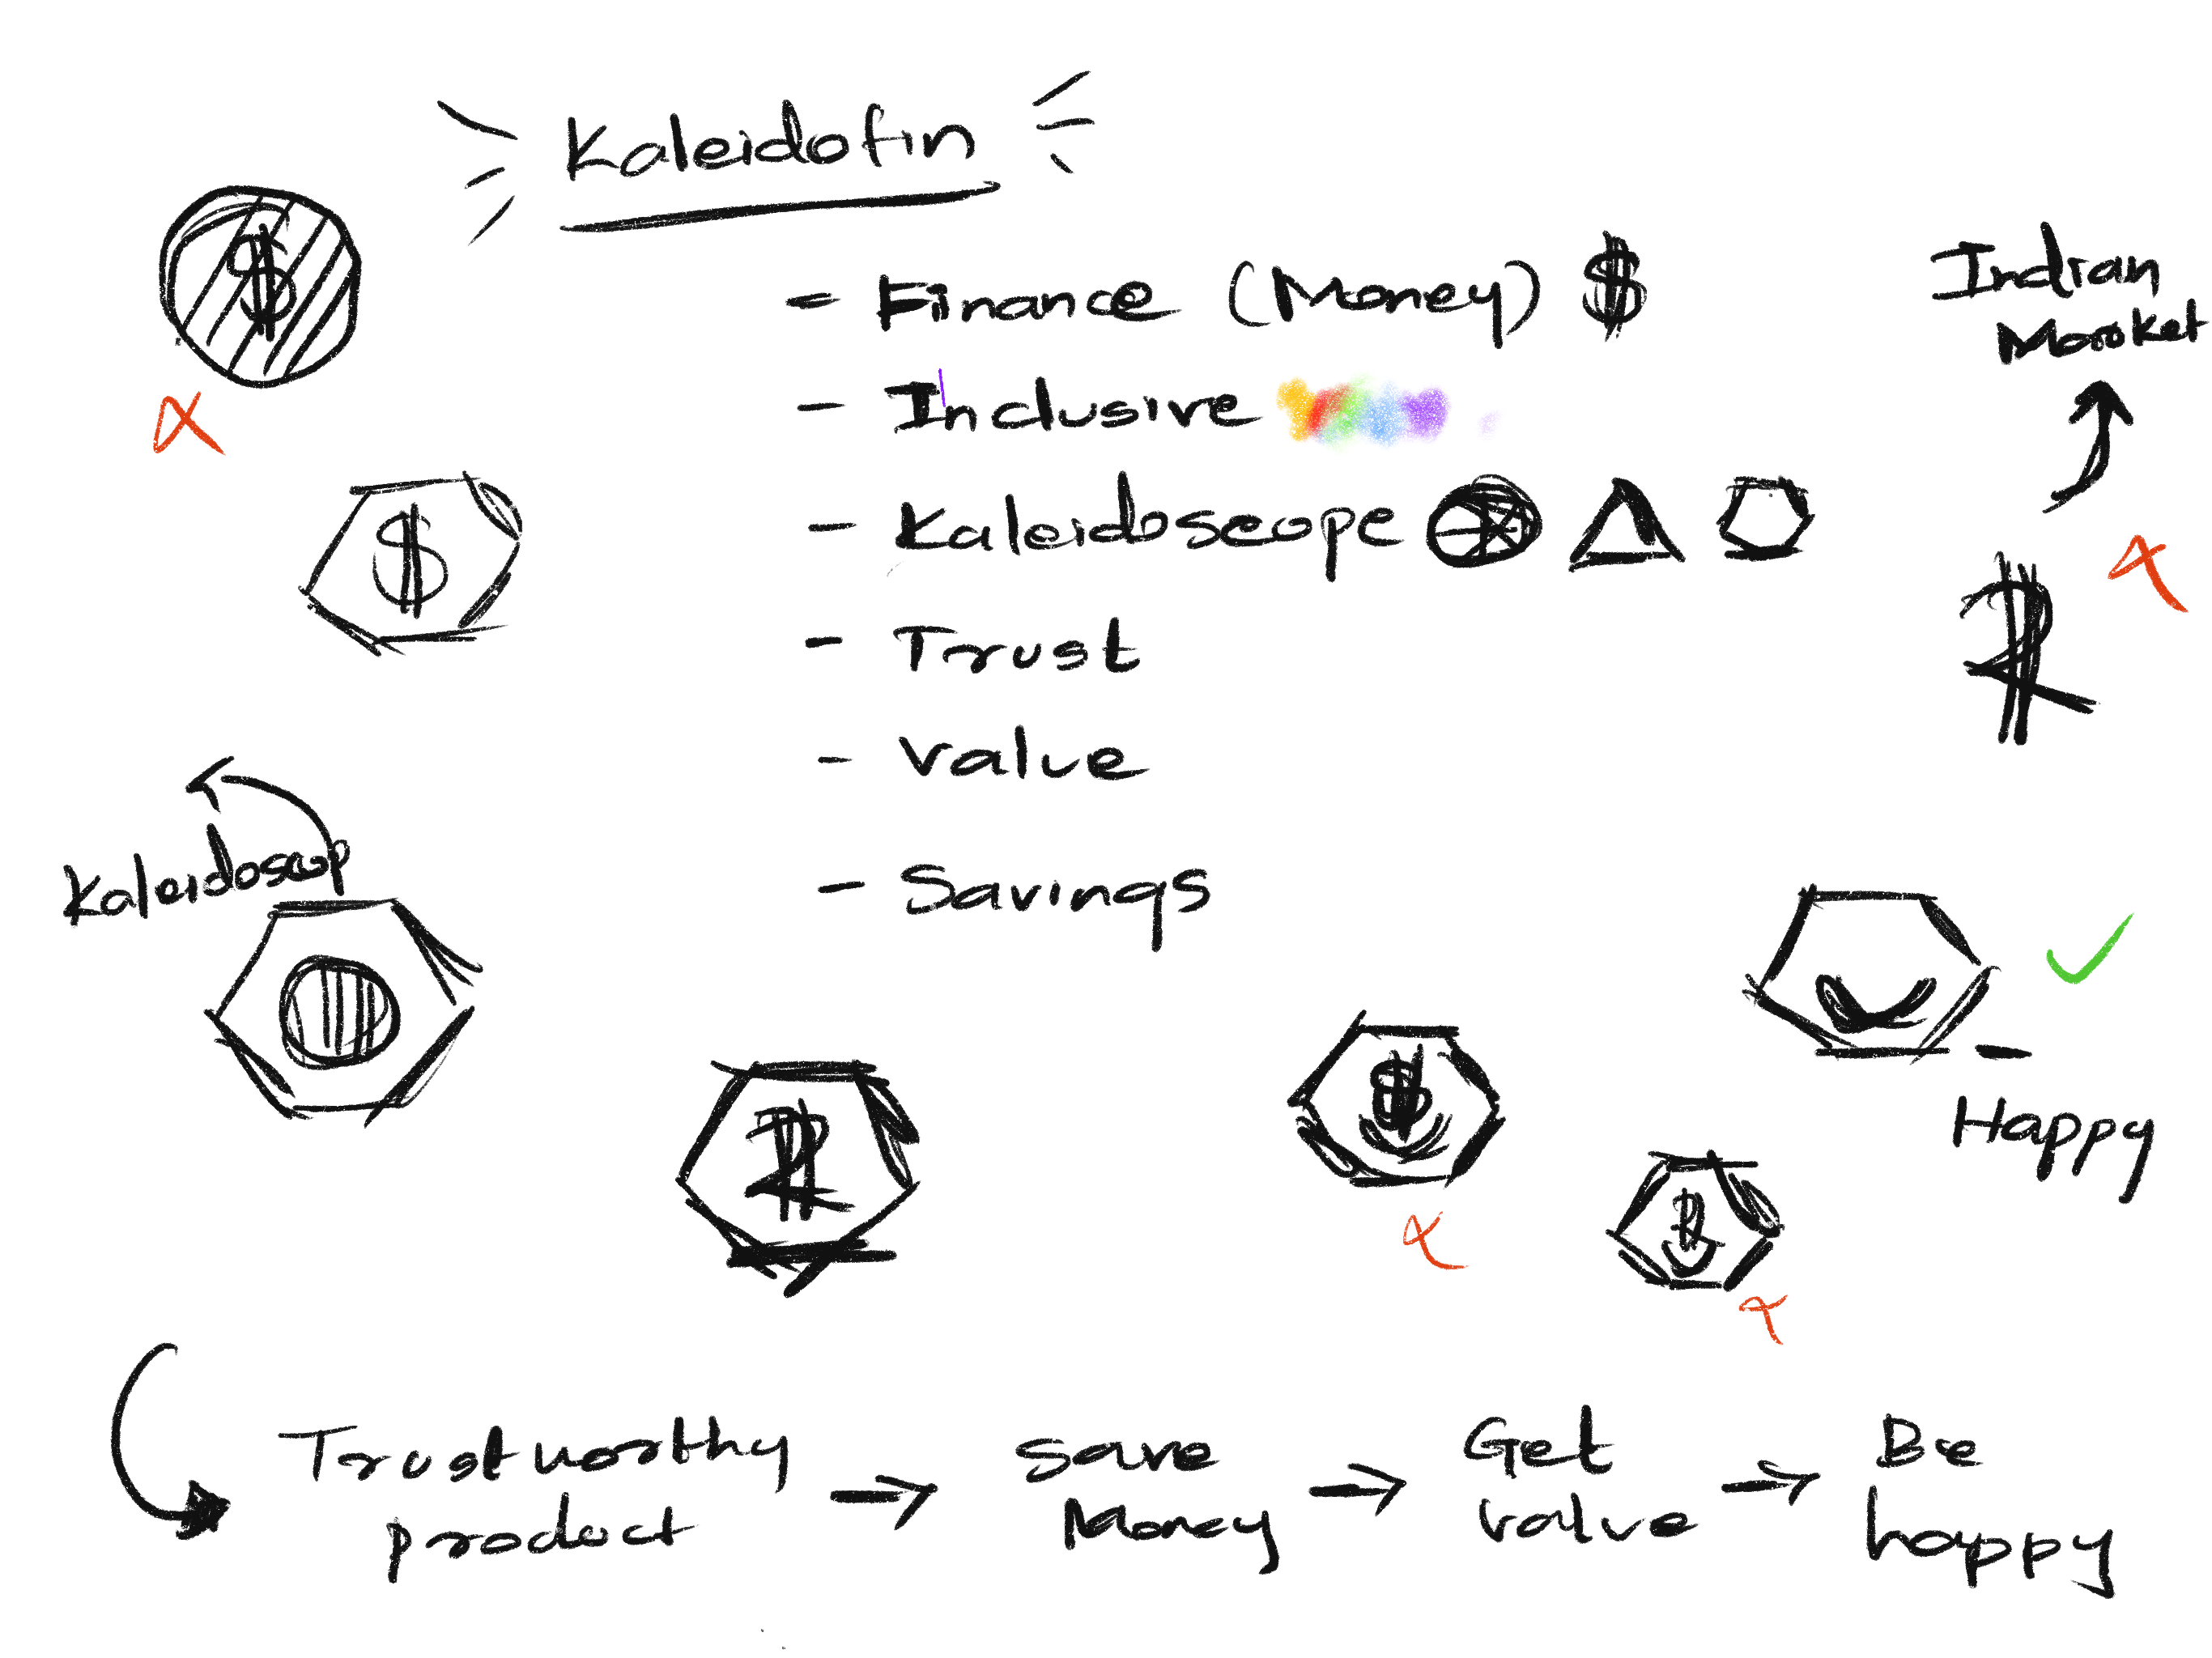 Kaleidofin
- Finance (Money) $
- Inclusive
- Kaleidoscope
- Trust
- Value
- Savings
Indian
Market
$
$
Kaleidoscop
$
- Happy
Trustworthy
product
→ Save
Money
→ Get
value
→ Be
happy